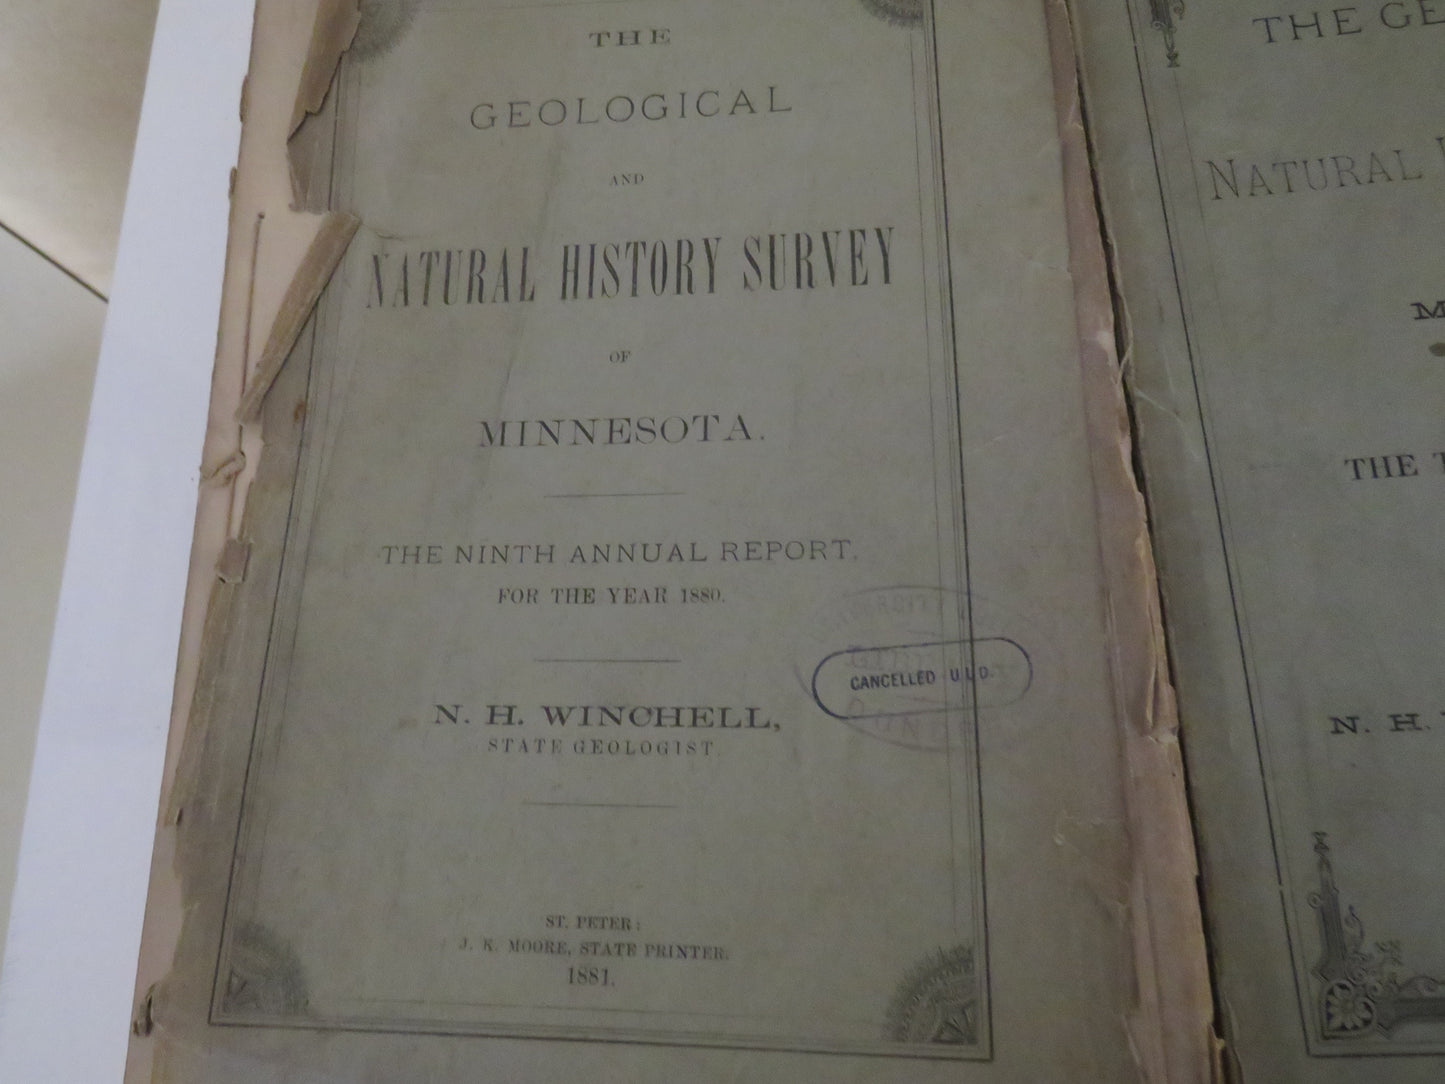 THE
GEOLOGICAL
AND
NATURAL HISTORY SURVEY
OF
MINNESOTA.
THE NINTH ANNUAL REPORT.
FOR THE YEAR 1880.
N. H. WINCHELL,
STATE GEOLOGIST.
CANCELLED U.L.D.
ST. PETER:
J. K. MOORE, STATE PRINTER.
1881.
THE GE
NATURAL
M
THE T
N. H.